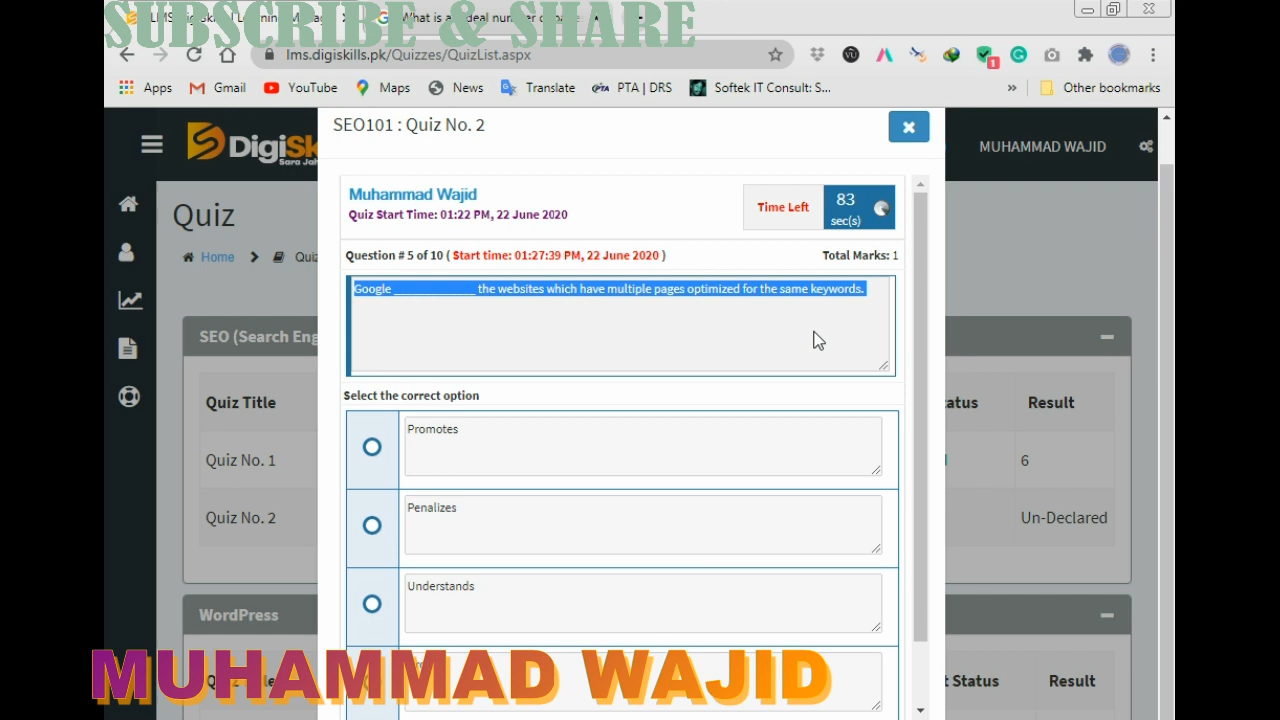 SUBSCRIBE & SHARE
lms.digiskills.pk/Quizzes/QuizList.aspx
Apps Gmail YouTube Maps News Translate PTA | DRS Softek IT Consult: S... » Other bookmarks
SEO101 : Quiz No. 2
MUHAMMAD WAJID
Muhammad Wajid
Quiz Start Time: 01:22 PM, 22 June 2020
Time Left
83
sec(s)
Quiz
Home
Question # 5 of 10 ( Start time: 01:27:39 PM, 22 June 2020 )
Total Marks: 1
Google ______________ the websites which have multiple pages optimized for the same keywords.
SEO (Search Eng
Select the correct option
Quiz Title
Result
Promotes
Quiz No. 1
6
Penalizes
Quiz No. 2
Un-Declared
Understands
WordPress
MUHAMMAD WAJID
Status
Result